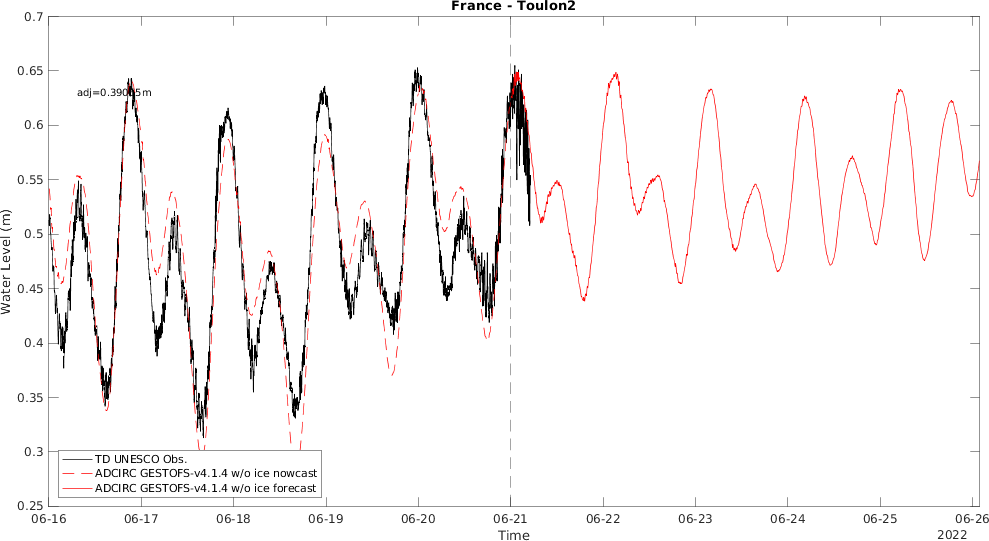 France - Toulon2
0.7
0.65
0.6
0.55
0.5
0.45
0.4
0.35
0.3
0.25
Water Level (m)
adj=0.39005m
TD UNESCO Obs.
ADCIRC GESTOFS-v4.1.4 w/o ice nowcast
ADCIRC GESTOFS-v4.1.4 w/o ice forecast
06-16 06-17 06-18 06-19 06-20 06-21 06-22 06-23 06-24 06-25 06-26
Time
2022